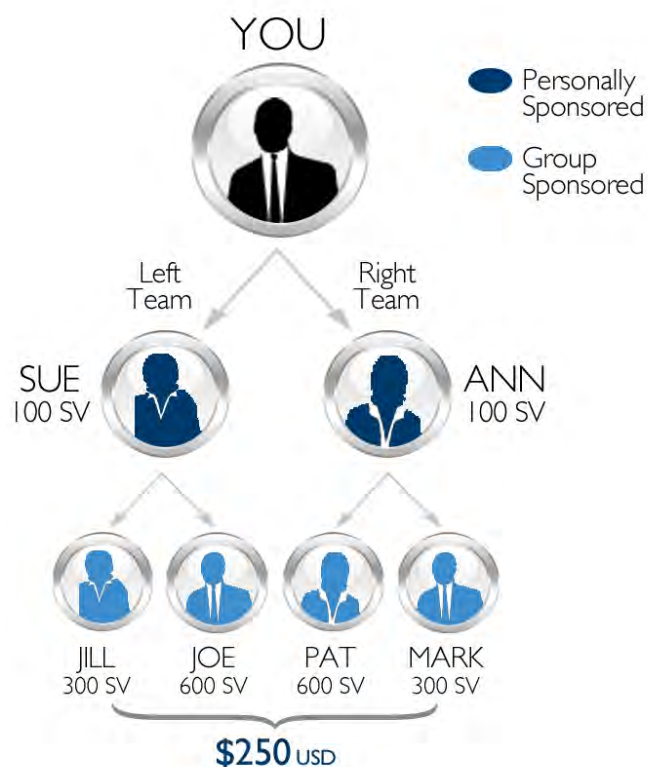 YOU
Personally
Sponsored
Group
Sponsored
Left
Team
Right
Team
SUE
100 SV
ANN
100 SV
JILL
300 SV
JOE
600 SV
PAT
600 SV
MARK
300 SV
$250 USD